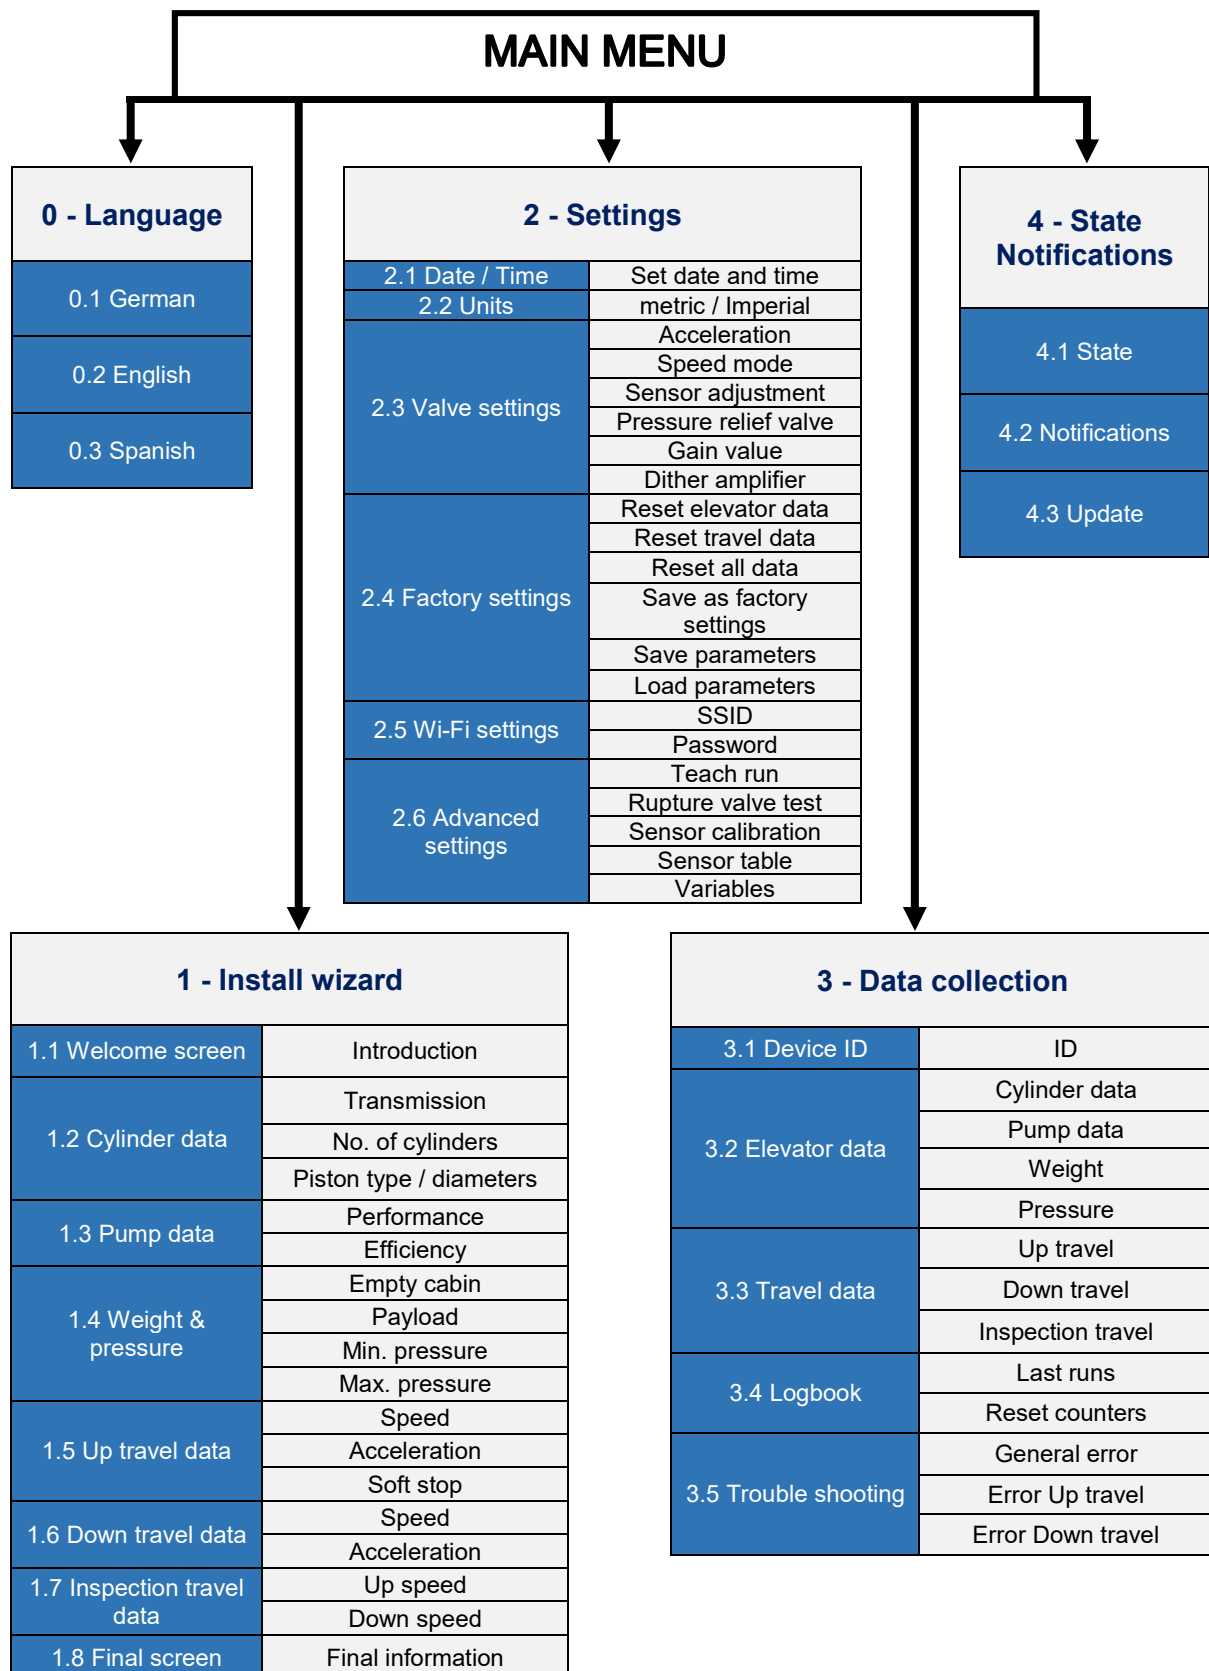 MAIN MENU
0 - Language
0.1 German
0.2 English
0.3 Spanish
2 - Settings
2.1 Date / Time
Set date and time
2.2 Units
metric / Imperial
2.3 Valve settings
Acceleration
Speed mode
Sensor adjustment
Pressure relief valve
Gain value
Dither amplifier
2.4 Factory settings
Reset elevator data
Reset travel data
Reset all data
Save as factory
settings
Save parameters
Load parameters
2.5 Wi-Fi settings
SSID
Password
2.6 Advanced
settings
Teach run
Rupture valve test
Sensor calibration
Sensor table
Variables
4 - State
Notifications
4.1 State
4.2 Notifications
4.3 Update
1 - Install wizard
1.1 Welcome screen
Introduction
1.2 Cylinder data
Transmission
No. of cylinders
Piston type / diameters
1.3 Pump data
Performance
Efficiency
1.4 Weight &
pressure
Empty cabin
Payload
Min. pressure
Max. pressure
1.5 Up travel data
Speed
Acceleration
Soft stop
1.6 Down travel data
Speed
Acceleration
1.7 Inspection travel
data
Up speed
Down speed
1.8 Final screen
Final information
3 - Data collection
3.1 Device ID
ID
3.2 Elevator data
Cylinder data
Pump data
Weight
Pressure
3.3 Travel data
Up travel
Down travel
Inspection travel
3.4 Logbook
Last runs
Reset counters
3.5 Trouble shooting
General error
Error Up travel
Error Down travel